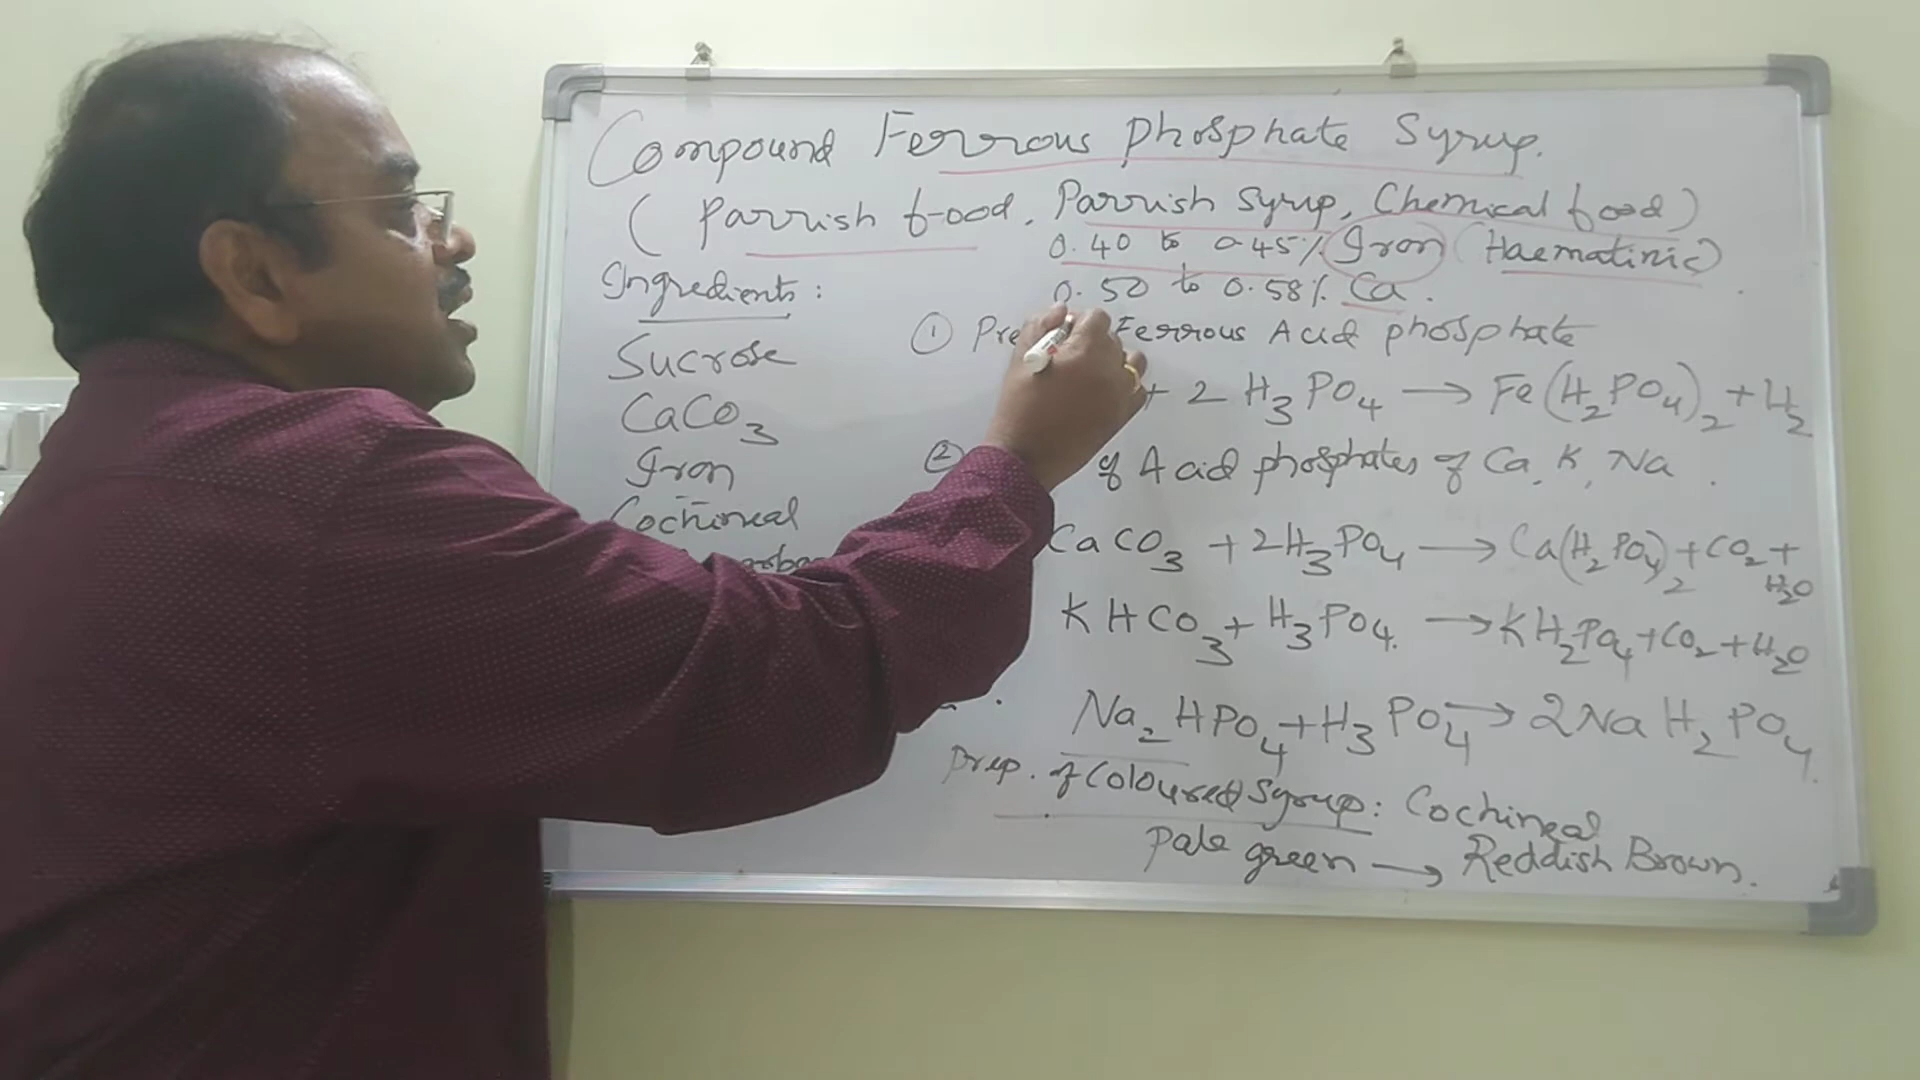 Compound Ferrous phosphate Syrup.
(Parrish food, Parrish Syrup, Chemical food)
0.40 to 0.45% Iron (Haematinic)
0.50 to 0.58% Ca.
Ingredients:
Sucrose
CaCO3
Iron
Cochineal
① Ferrous Acid phosphate
+ 2 H3PO4 → Fe(H2PO4)2 + H2
② of Acid phosphates of Ca, K, Na.
CaCO3 + 2H3PO4 → Ca(H2PO4)2 + CO2 + H2O
KHCO3 + H3PO4. → KH2PO4 + CO2 + H2O
Na2HPO4 + H3PO4 → 2NaH2PO4.
Prep. of Coloured Syrup: Cochineal
Pale green → Reddish Brown.